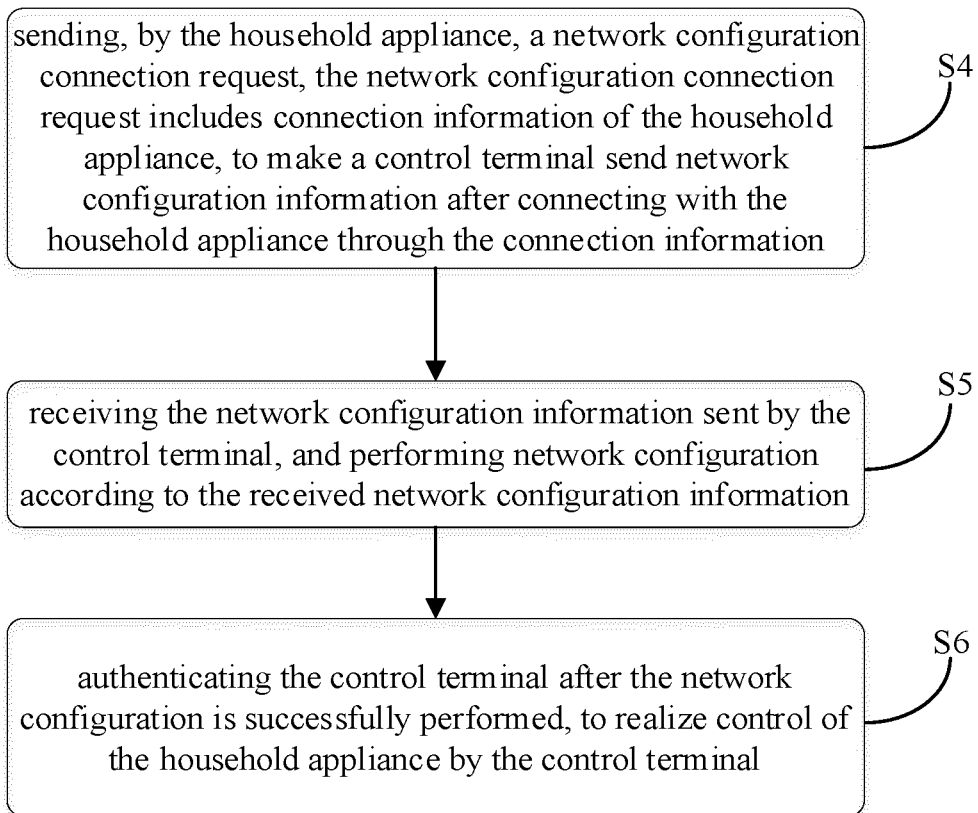 sending, by the household appliance, a network configuration
connection request, the network configuration connection
request includes connection information of the household
appliance, to make a control terminal send network
configuration information after connecting with the
household appliance through the connection information
S4
receiving the network configuration information sent by the
control terminal, and performing network configuration
according to the received network configuration information
S5
authenticating the control terminal after the network
configuration is successfully performed, to realize control of
the household appliance by the control terminal
S6